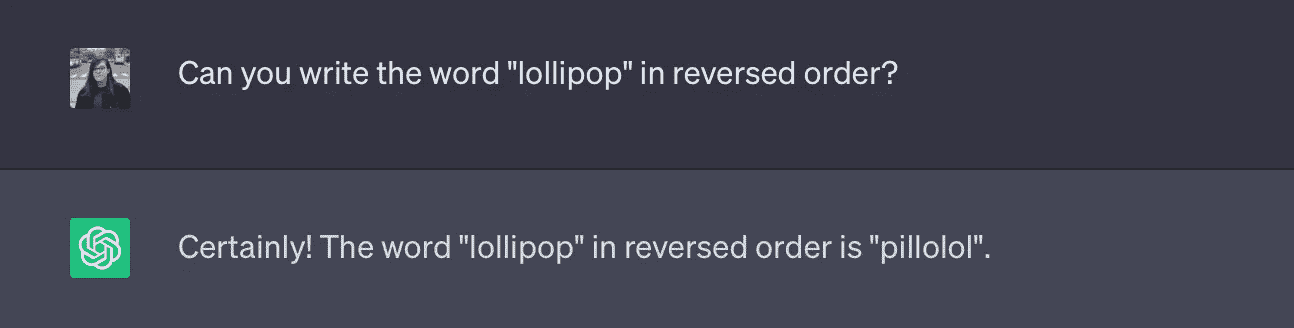 Can you write the word "lollipop" in reversed order?
Certainly! The word "lollipop" in reversed order is "pillolol".